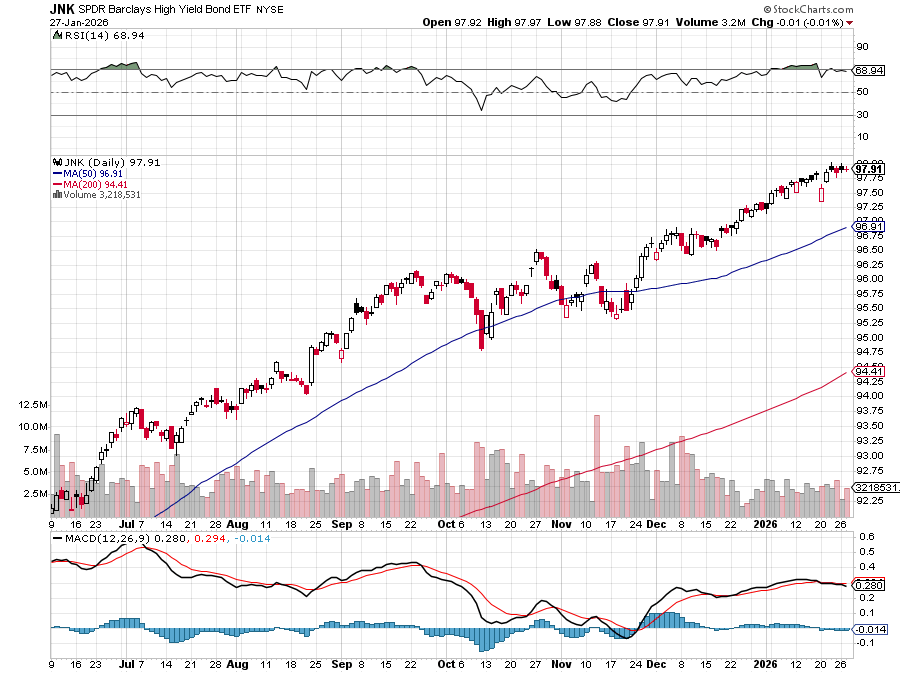 JNK SPDR Barclays High Yield Bond ETF NYSE © StockCharts.com
27-Jan-2026 Open 97.92 High 97.97 Low 97.88 Close 97.91 Volume 3.2M Chg -0.01 (-0.01%)
RSI(14) 68.94
90
68.94
50
30
10
JNK (Daily) 97.91
MA(50) 96.91
MA(200) 94.41
Volume 3,218,531
97.91
97.75
97.50
97.25
97.00
96.91
96.75
96.50
96.25
96.00
95.75
95.50
95.25
95.00
94.75
94.41
94.25
94.00
93.75
93.50
93.25
93.00
92.75
3218531
92.25
12.5M
10.0M
7.5M
5.0M
2.5M
9 16 23 Jul 7 14 21 28 Aug 11 18 25 Sep 8 15 22 Oct 6 13 20 27 Nov 10 17 24 Dec 8 15 22 2026 12 20 26
MACD(12,26,9) 0.280, 0.294, -0.014
0.6
0.5
0.4
0.280
0.2
0.1
-0.014
-0.1
9 16 23 Jul 7 14 21 28 Aug 11 18 25 Sep 8 15 22 Oct 6 13 20 27 Nov 10 17 24 Dec 8 15 22 2026 12 20 26